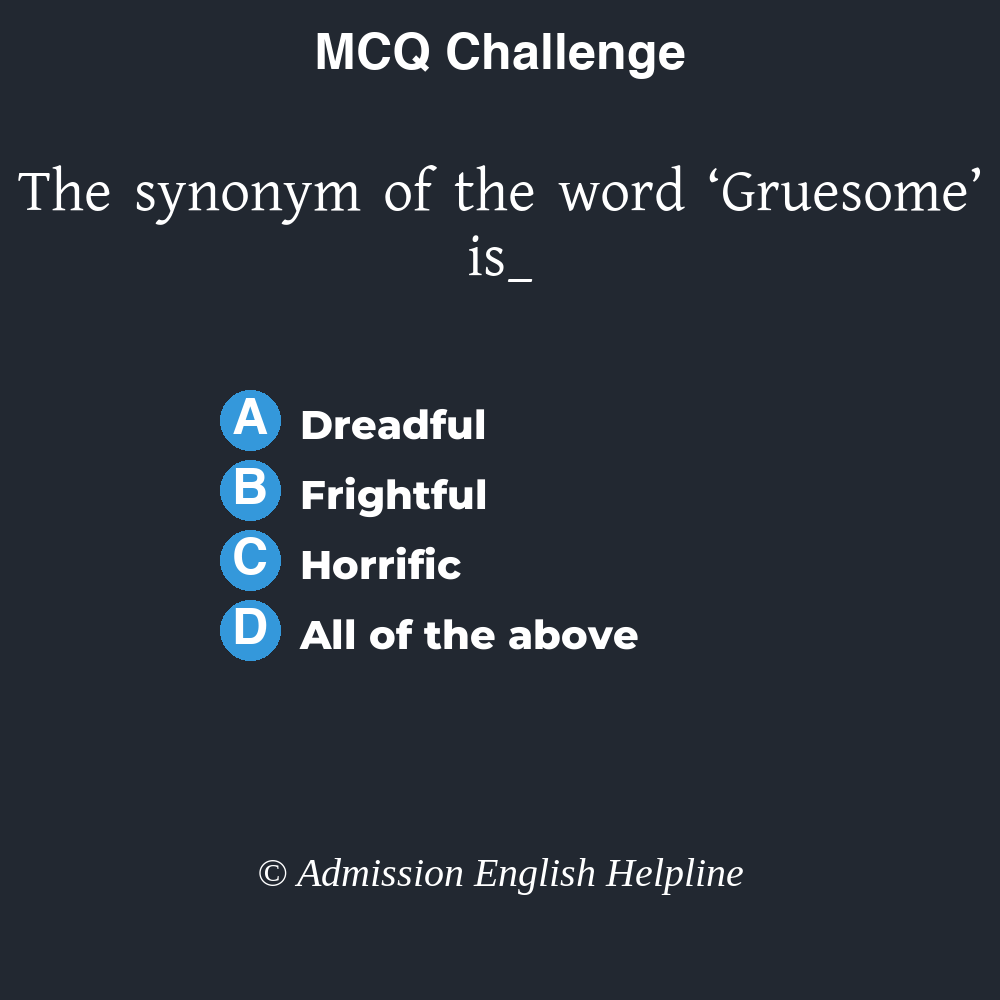 MCQ Challenge
The synonym of the word ‘Gruesome’
is_
A Dreadful
B Frightful
C Horrific
D All of the above
© Admission English Helpline